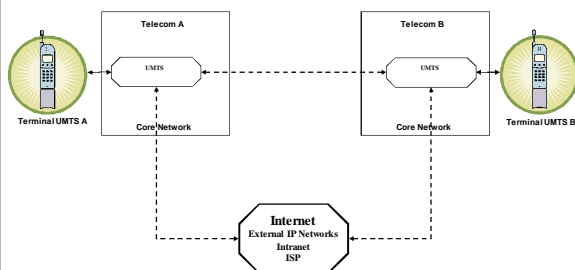 Telecom A
Telecom B
UMTS
UMTS
Terminal UMTS A
Core Network
Core Network
Terminal UMTS B
Internet
External IP Networks
Intranet
ISP